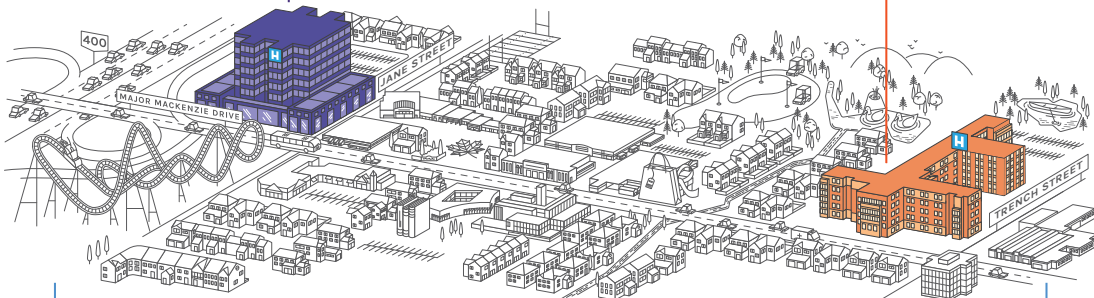 400
H
JANE STREET
MAJOR MACKENZIE DRIVE
H
TRENCH STREET